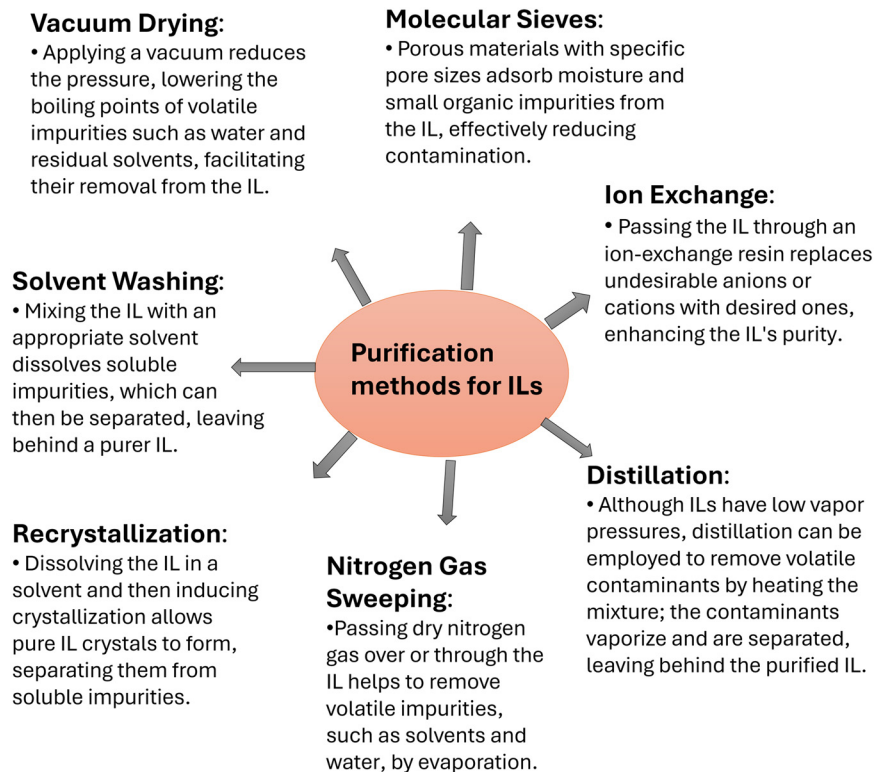 Vacuum Drying:
• Applying a vacuum reduces
the pressure, lowering the
boiling points of volatile
impurities such as water and
residual solvents, facilitating
their removal from the IL.
Molecular Sieves:
• Porous materials with specific
pore sizes adsorb moisture and
small organic impurities from
the IL, effectively reducing
contamination.
Ion Exchange:
• Passing the IL through an
ion-exchange resin replaces
undesirable anions or
cations with desired ones,
enhancing the IL's purity.
Solvent Washing:
• Mixing the IL with an
appropriate solvent
dissolves soluble
impurities, which can
then be separated, leaving
behind a purer IL.
Purification
methods for ILs
Distillation:
• Although ILs have low vapor
pressures, distillation can be
employed to remove volatile
contaminants by heating the
mixture; the contaminants
vaporize and are separated,
leaving behind the purified IL.
Recrystallization:
• Dissolving the IL in a
solvent and then inducing
crystallization allows
pure IL crystals to form,
separating them from
soluble impurities.
Nitrogen Gas
Sweeping:
•Passing dry nitrogen
gas over or through the
IL helps to remove
volatile impurities,
such as solvents and
water, by evaporation.